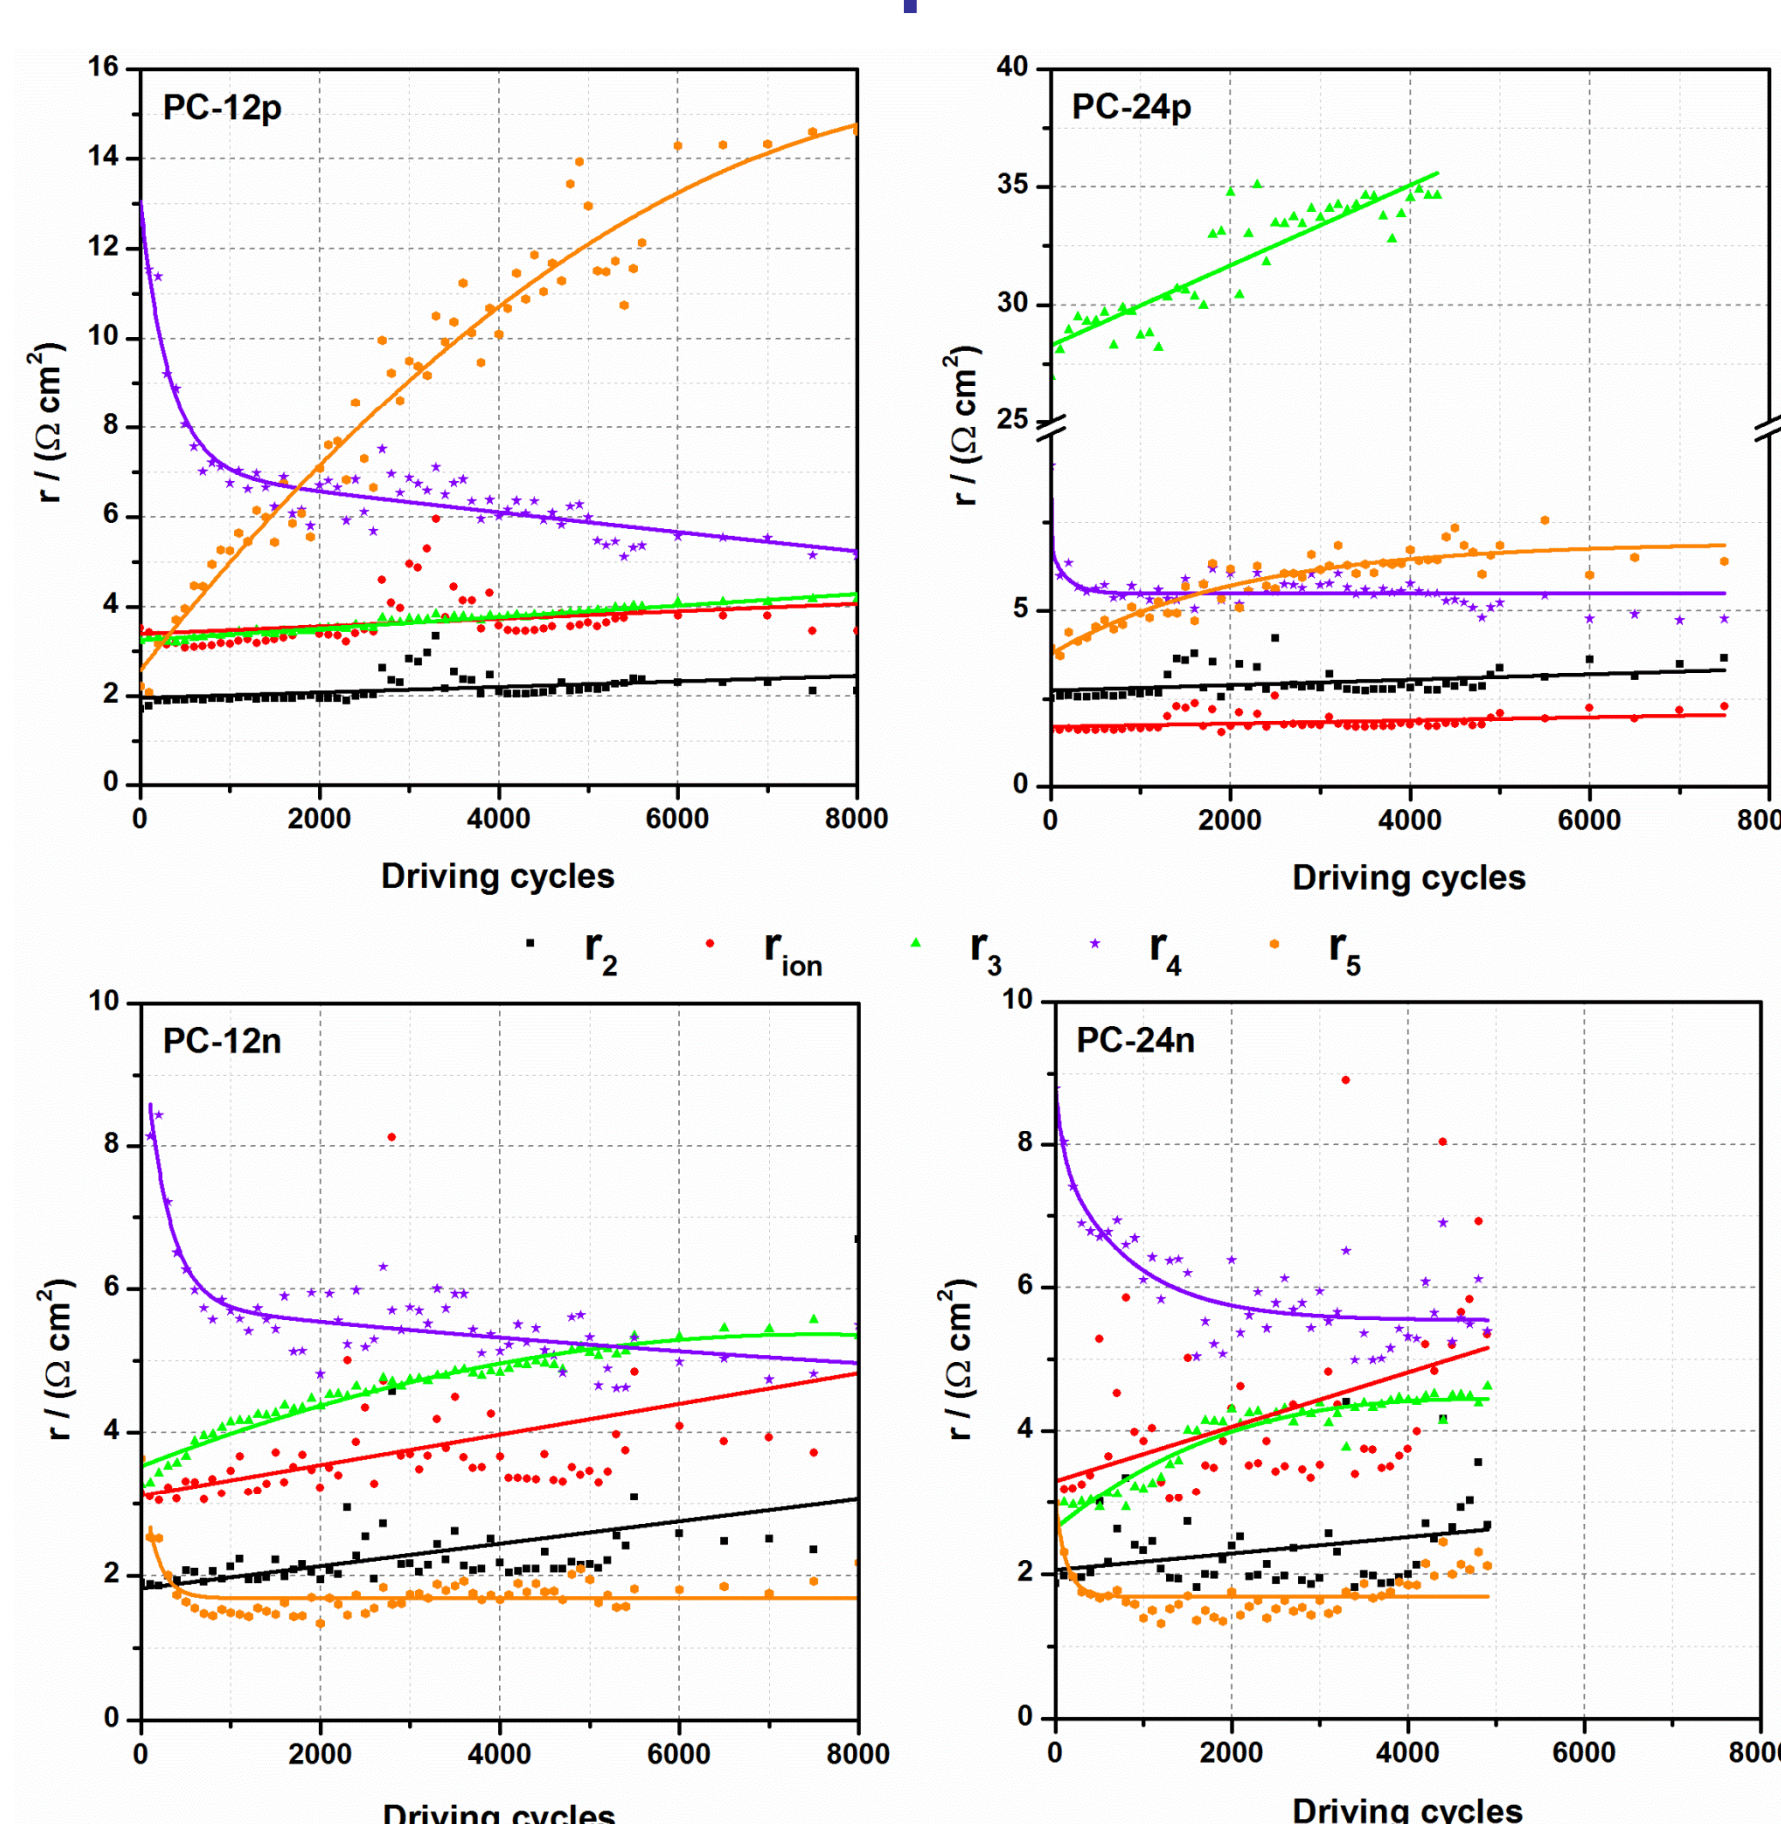 PC-12p
16
14
12
10
8
6
4
2
0
r / (Ω cm²)
0 2000 4000 6000 8000
Driving cycles
PC-24p
40
35
30
25
5
0
r / (Ω cm²)
0 2000 4000 6000 800
Driving cycles
r₂ r_ion r₃ r₄ r₅
PC-12n
10
8
6
4
2
0
r / (Ω cm²)
0 2000 4000 6000 8000
Driving cycles
PC-24n
10
8
6
4
2
0
r / (Ω cm²)
0 2000 4000 6000 8000
Driving cycles